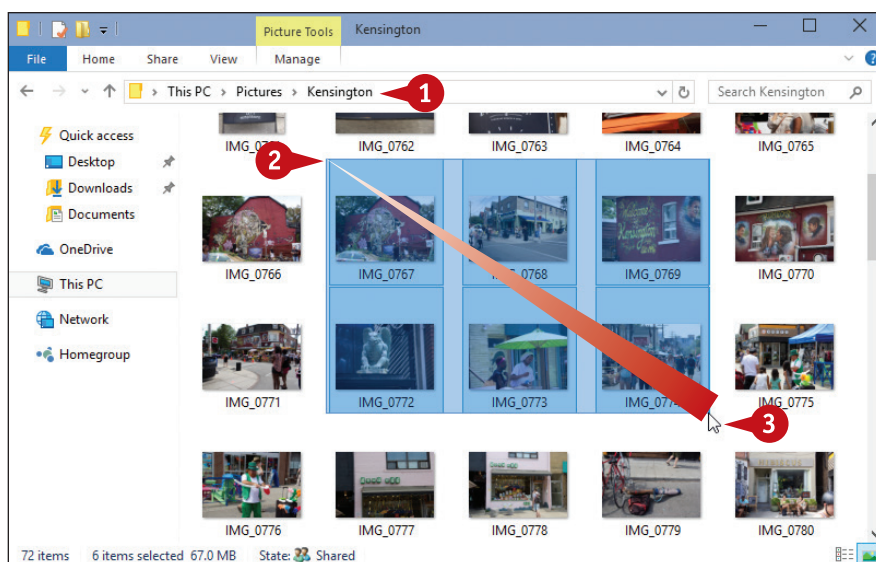 Picture Tools Kensington
File Home Share View Manage
This PC > Pictures > Kensington 1 Search Kensington
Quick access
Desktop
Downloads
Documents
OneDrive
This PC
Network
Homegroup
IMG_0762 IMG_0763 IMG_0764 IMG_0765
2
IMG_0766 IMG_0767 IMG_0768 IMG_0769 IMG_0770
IMG_0771 IMG_0772 IMG_0773 IMG_0774 IMG_0775
3
IMG_0776 IMG_0777 IMG_0778 IMG_0779 IMG_0780
72 items 6 items selected 67.0 MB State: Shared